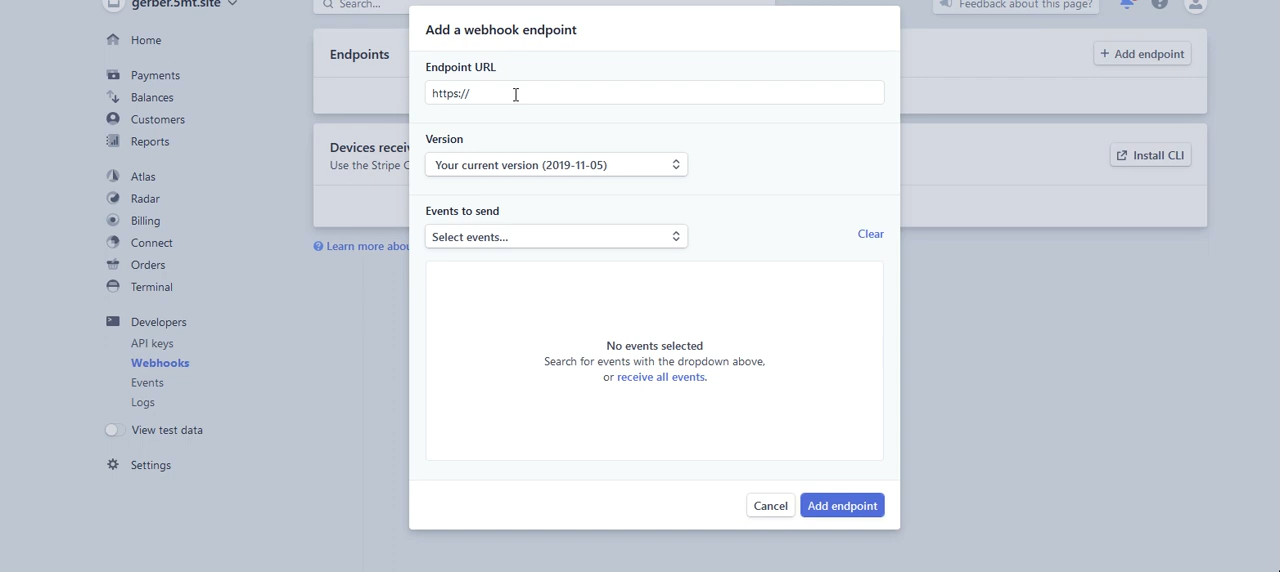 gerber.5mt.site
Search...
Feedback about this page?
Home
Payments
Balances
Customers
Reports
Atlas
Radar
Billing
Connect
Orders
Terminal
Developers
API keys
Webhooks
Events
Logs
View test data
Settings
Endpoints
+ Add endpoint
Devices
Use the Stripe
Install CLI
Learn more
Add a webhook endpoint
Endpoint URL
https://
Version
Your current version (2019-11-05)
Events to send
Select events...
Clear
No events selected
Search for events with the dropdown above,
or receive all events.
Cancel
Add endpoint